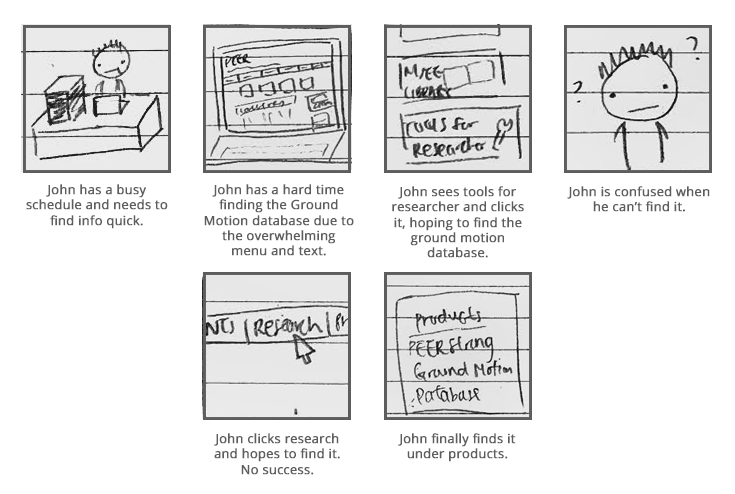 PEER
M/EE
LIBRARY
TOOLS for
Researcher
?
?
John has a busy
schedule and needs to
find info quick.
John has a hard time
finding the Ground
Motion database due to
the overwhelming
menu and text.
John sees tools for
researcher and clicks
it, hoping to find the
ground motion
database.
John is confused when
he can't find it.
NTS | Research | Pr
Products
PEER Strong
Ground Motion
Database
John clicks research
and hopes to find it.
No success.
John finally finds it
under products.